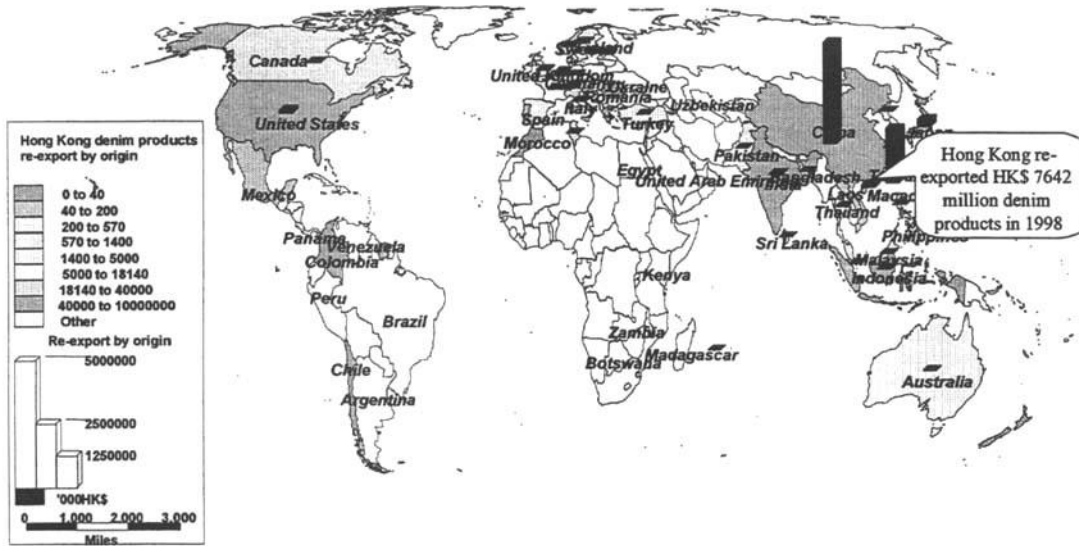 Hong Kong denim products
re-export by origin
0 to 40
40 to 200
200 to 570
570 to 1400
1400 to 5000
5000 to 18140
18140 to 40000
40000 to 10000000
Other
Re-export by origin
5000000
2500000
1250000
'000HK$
0 1,000 2,000 3,000
Miles
Canada
United States
Mexico
Panama
Venezuela
Colombia
Peru
Brazil
Chile
Argentina
United Kingdom
Ukraine
Romania
Italy
Spain
Turkey
Morocco
Uzbekistan
Egypt
United Arab Emirates
Pakistan
China
Japan
Bangladesh
Laos Macau
Thailand
Sri Lanka
Philippines
Malaysia
Indonesia
Kenya
Zambia
Botswana
Madagascar
Australia
Hong Kong re-
exported HK$ 7642
million denim
products in 1998